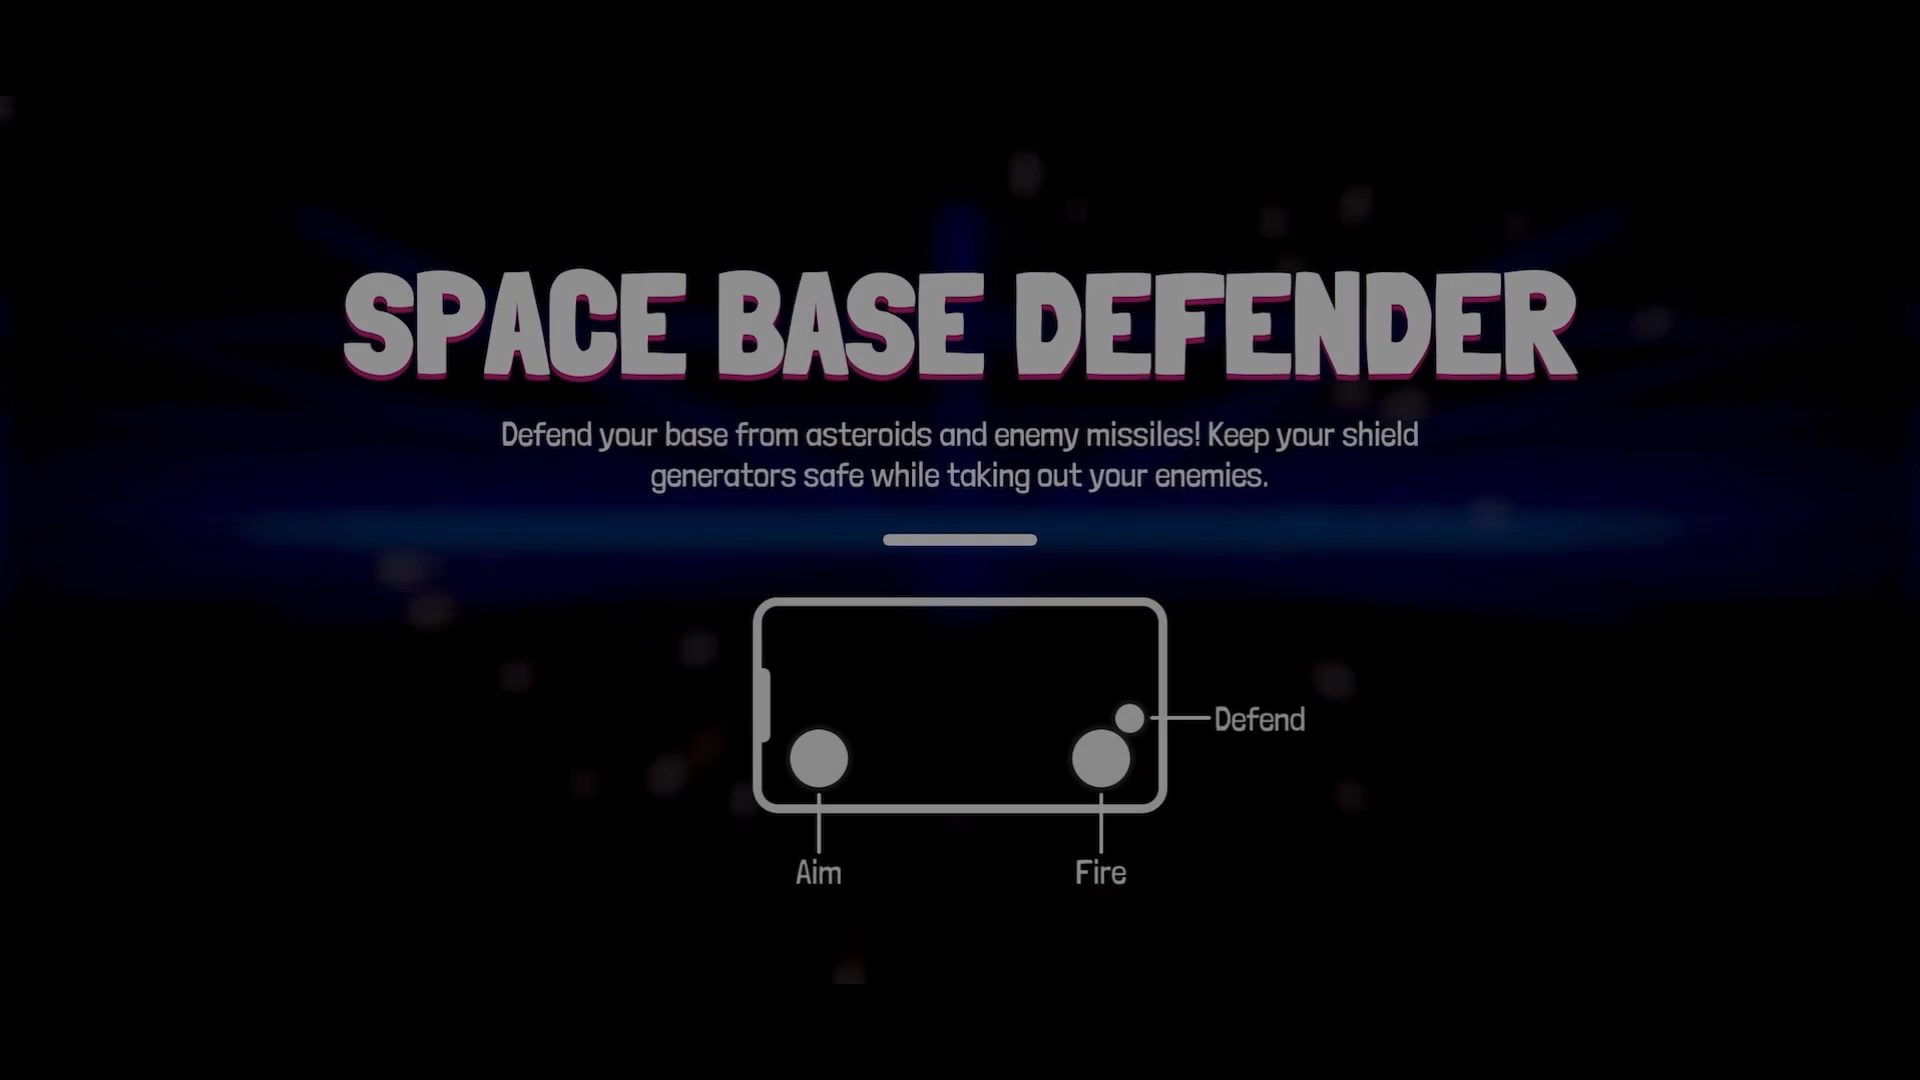 SPACE BASE DEFENDER
Defend your base from asteroids and enemy missiles! Keep your shield
generators safe while taking out your enemies.
Defend
Aim
Fire